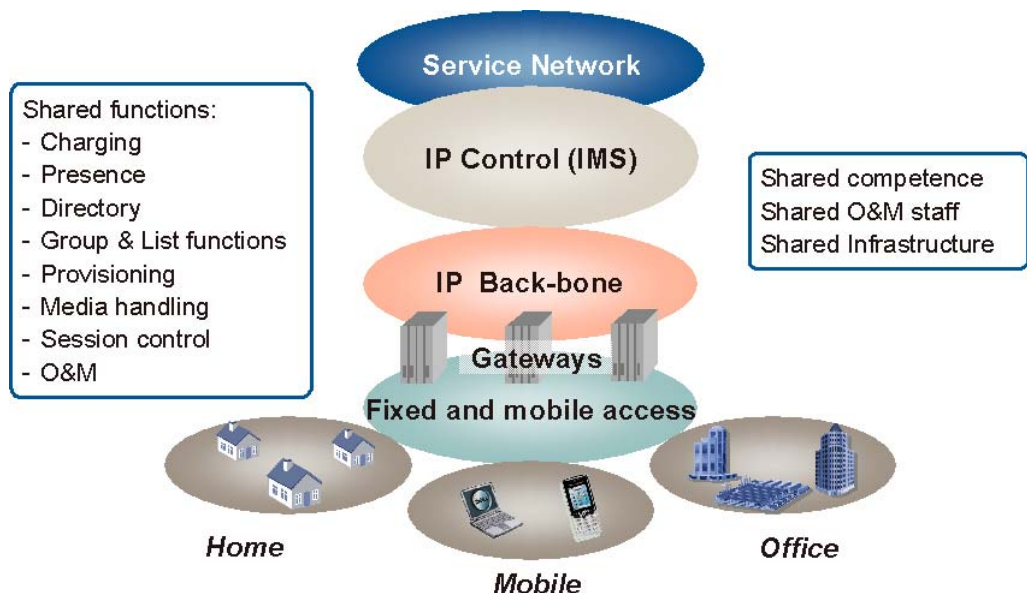 Service Network
Shared functions:
- Charging
- Presence
- Directory
- Group & List functions
- Provisioning
- Media handling
- Session control
- O&M
IP Control (IMS)
Shared competence
Shared O&M staff
Shared Infrastructure
IP Back-bone
Gateways
Fixed and mobile access
Home
Mobile
Office